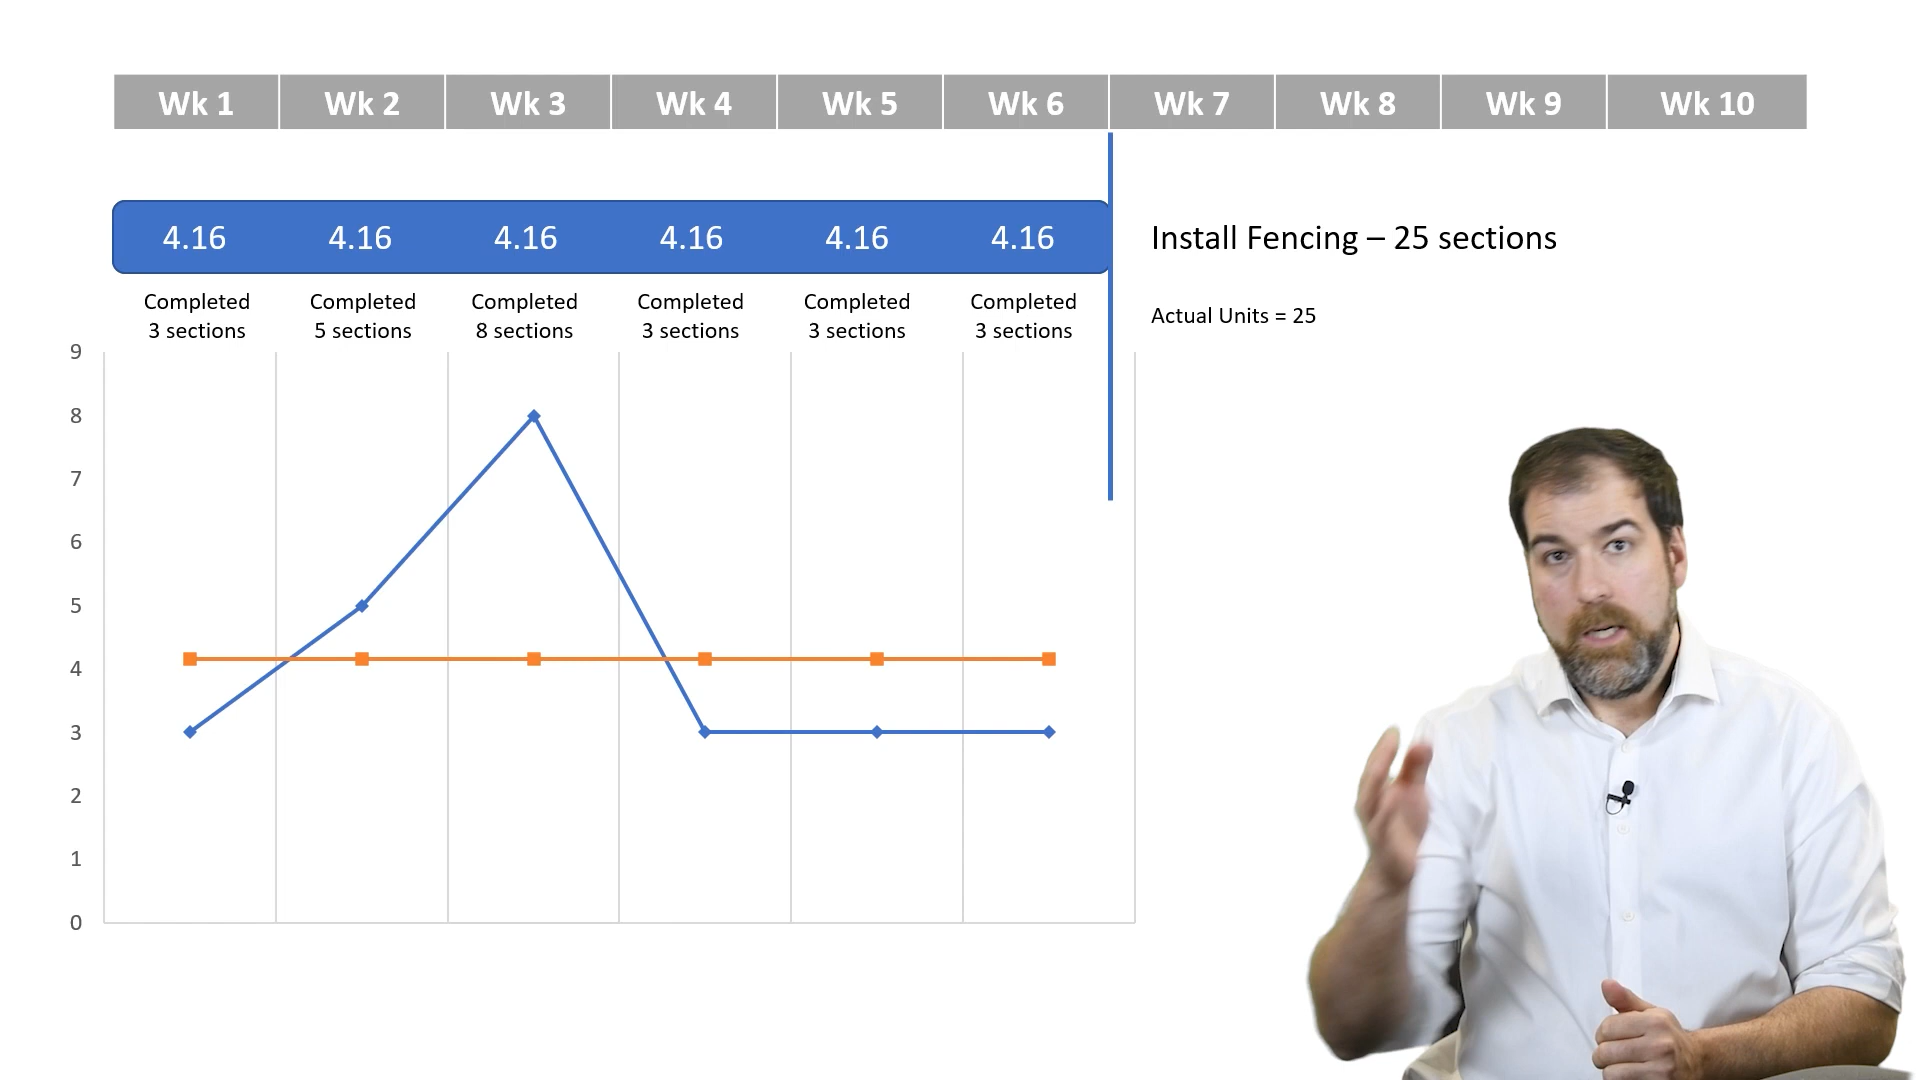 Wk 1 Wk 2 Wk 3 Wk 4 Wk 5 Wk 6 Wk 7 Wk 8 Wk 9 Wk 10
4.16 4.16 4.16 4.16 4.16 4.16 Install Fencing – 25 sections
Completed Completed Completed Completed Completed Completed
3 sections 5 sections 8 sections 3 sections 3 sections 3 sections
Actual Units = 25
9
8
7
6
5
4
3
2
1
0